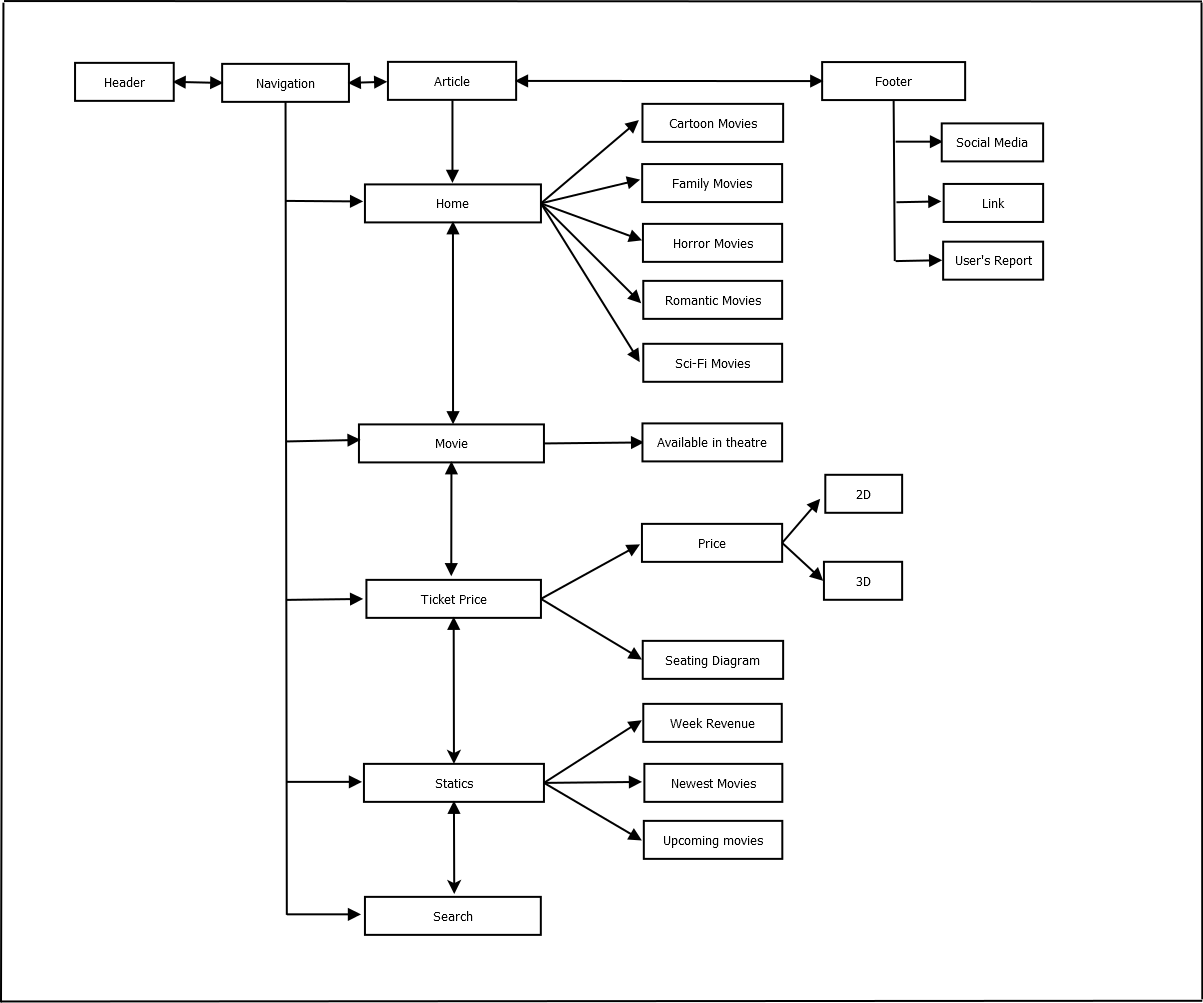 Header
Navigation
Article
Footer
Cartoon Movies
Social Media
Family Movies
Home
Link
Horror Movies
User's Report
Romantic Movies
Sci-Fi Movies
Movie
Available in theatre
2D
Price
3D
Ticket Price
Seating Diagram
Week Revenue
Statics
Newest Movies
Upcoming movies
Search